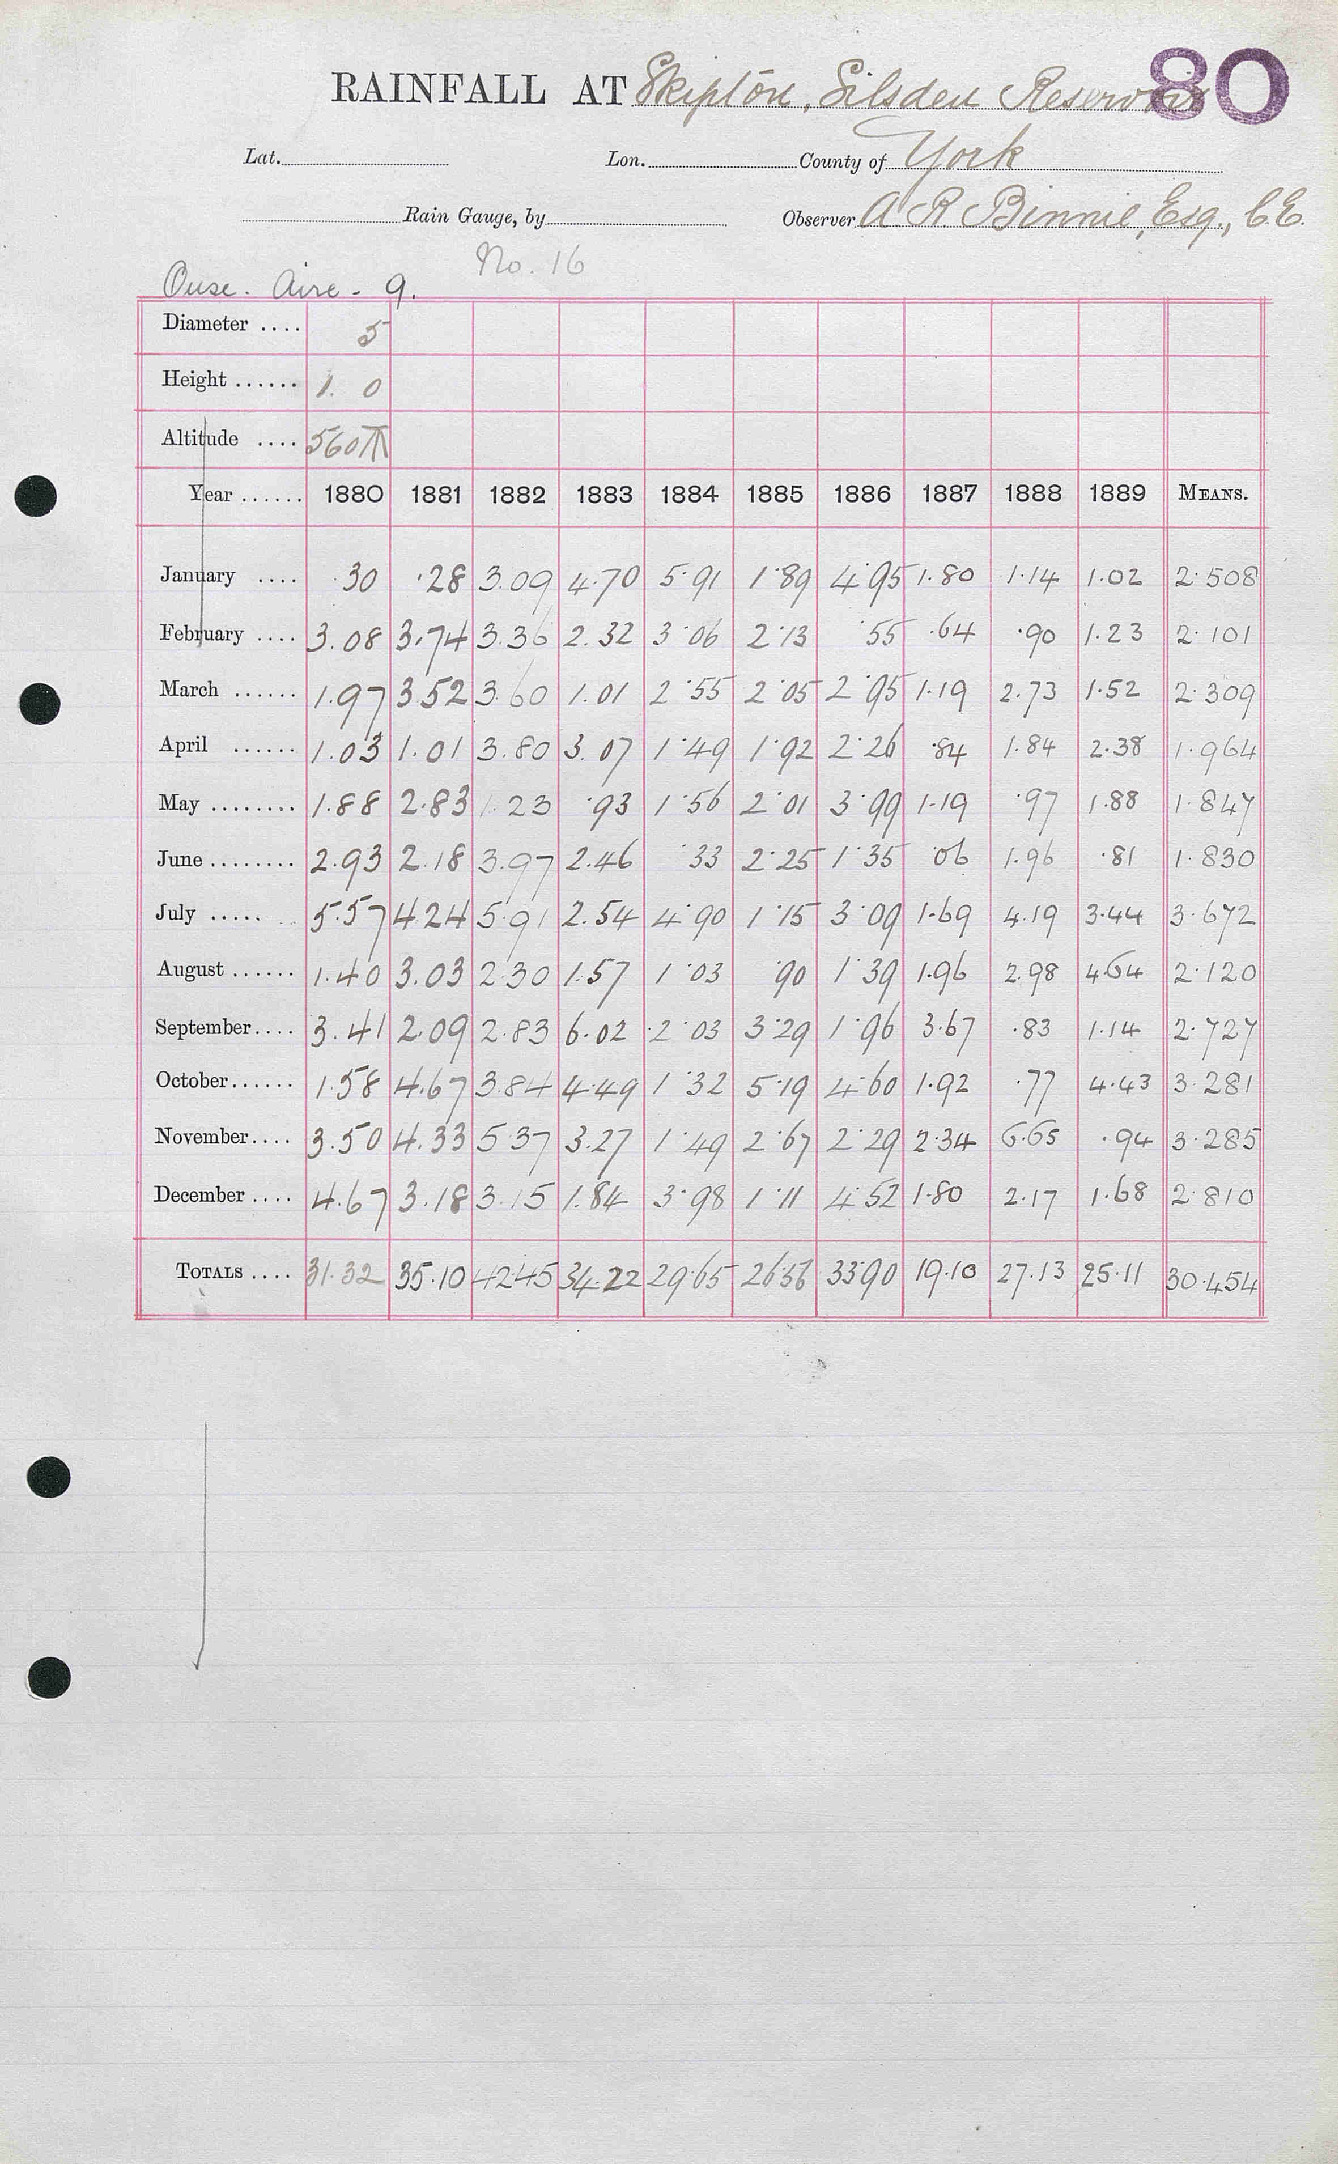 80
RAINFALL AT Skipton, Silsden Reservoir
Lat. Lon. County of York
Rain Gauge, by Observer A R Binnie, Esq., C.E.
No. 16
Ouse. Aire - 9.
Diameter .... 5
Height ...... 1. 0
Altitude .... 560 T
Year ...... 1880 1881 1882 1883 1884 1885 1886 1887 1888 1889 MEANS.
January .... .30 .28 3.09 4.70 5.91 1.89 4.95 1.80 1.14 1.02 2.508
February .... 3.08 3.74 3.36 2.32 3.06 2.13 .55 .64 .90 1.23 2.101
March ...... 1.97 3.52 3.60 1.01 2.55 2.05 2.95 1.19 2.73 1.52 2.309
April ...... 1.03 1.01 3.80 3.07 1.49 1.92 2.26 .84 1.84 2.38 1.964
May ........ 1.88 2.83 1.23 .93 1.56 2.01 3.99 1.19 .97 1.88 1.847
June ........ 2.93 2.18 3.97 2.46 .33 2.25 1.35 .06 1.96 .81 1.830
July ..... 5.57 4.24 5.91 2.54 4.90 1.15 3.09 1.69 4.19 3.44 3.672
August ...... 1.40 3.03 2.30 1.57 1.03 .90 1.39 1.96 2.98 4.64 2.120
September.... 3.41 2.09 2.83 6.02 2.03 3.29 1.96 3.67 .83 1.14 2.727
October...... 1.58 4.67 3.84 4.49 1.32 5.19 4.60 1.92 .77 4.43 3.281
November.... 3.50 4.33 5.37 3.27 1.49 2.67 2.29 2.34 6.65 .94 3.285
December .... 4.67 3.18 3.15 1.84 3.98 1.11 4.52 1.80 2.17 1.68 2.810
TOTALS .... 31.32 35.10 42.45 34.22 29.65 26.56 33.90 19.10 27.13 25.11 30.454